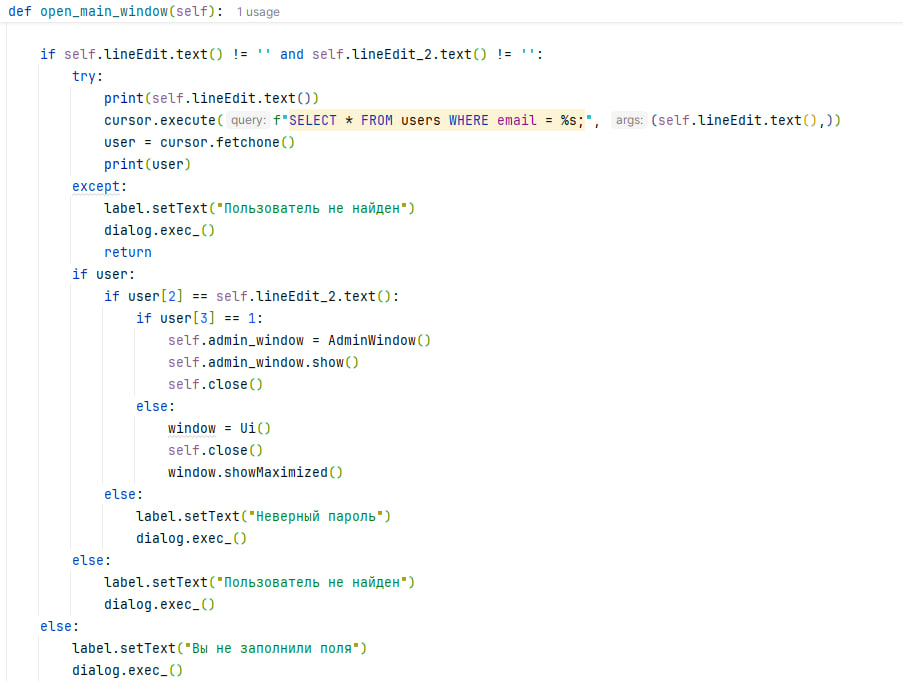 def open_main_window(self): 1 usage
if self.lineEdit.text() != '' and self.lineEdit_2.text() != '':
try:
print(self.lineEdit.text())
cursor.execute( query: f"SELECT * FROM users WHERE email = %s;", args: (self.lineEdit.text(),))
user = cursor.fetchone()
print(user)
except:
label.setText("Пользователь не найден")
dialog.exec_()
return
if user:
if user[2] == self.lineEdit_2.text():
if user[3] == 1:
self.admin_window = AdminWindow()
self.admin_window.show()
self.close()
else:
window = Ui()
self.close()
window.showMaximized()
else:
label.setText("Неверный пароль")
dialog.exec_()
else:
label.setText("Пользователь не найден")
dialog.exec_()
else:
label.setText("Вы не заполнили поля")
dialog.exec_()